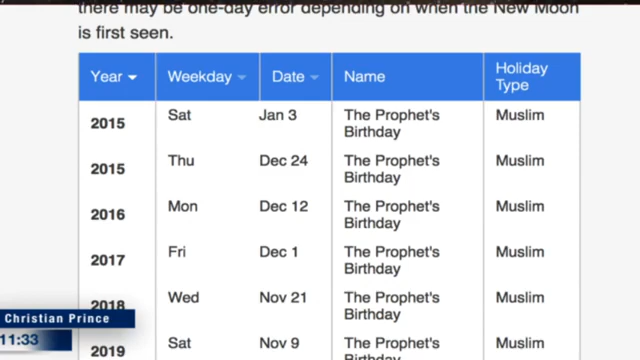 there may be one-day error depending on when the New Moon
is first seen.
Year Weekday Date Name Holiday
Type
2015 Sat Jan 3 The Prophet's
Birthday Muslim
2015 Thu Dec 24 The Prophet's
Birthday Muslim
2016 Mon Dec 12 The Prophet's
Birthday Muslim
2017 Fri Dec 1 The Prophet's
Birthday Muslim
2018 Wed Nov 21 The Prophet's
Birthday Muslim
Christian Prince
11:33
2019 Sat Nov 9 The Prophet's
Birthday Muslim